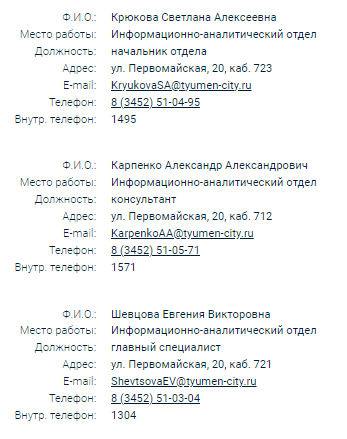 Ф.И.О.: Крюкова Светлана Алексеевна
Место работы: Информационно-аналитический отдел
Должность: начальник отдела
Адрес: ул. Первомайская, 20, каб. 723
E-mail: KryukovaSA@tyumen-city.ru
Телефон: 8 (3452) 51-04-95
Внутр. телефон: 1495
Ф.И.О.: Карпенко Александр Александрович
Место работы: Информационно-аналитический отдел
Должность: консультант
Адрес: ул. Первомайская, 20, каб. 712
E-mail: KarpenkoAA@tyumen-city.ru
Телефон: 8 (3452) 51-05-71
Внутр. телефон: 1571
Ф.И.О.: Шевцова Евгения Викторовна
Место работы: Информационно-аналитический отдел
Должность: главный специалист
Адрес: ул. Первомайская, 20, каб. 721
E-mail: ShevtsovaEV@tyumen-city.ru
Телефон: 8 (3452) 51-03-04
Внутр. телефон: 1304